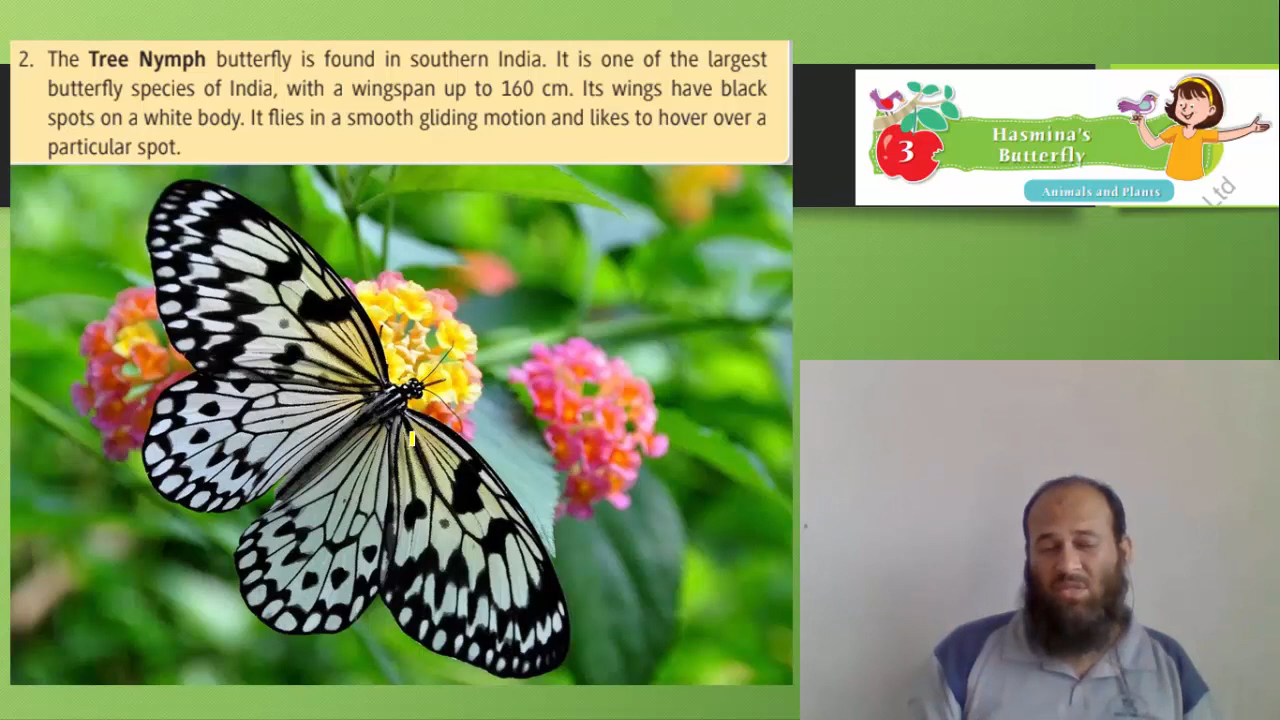 2. The Tree Nymph butterfly is found in southern India. It is one of the largest
butterfly species of India, with a wingspan up to 160 cm. Its wings have black
spots on a white body. It flies in a smooth gliding motion and likes to hover over a
particular spot.
3
Hasmina's
Butterfly
Animals and Plants
Ltd